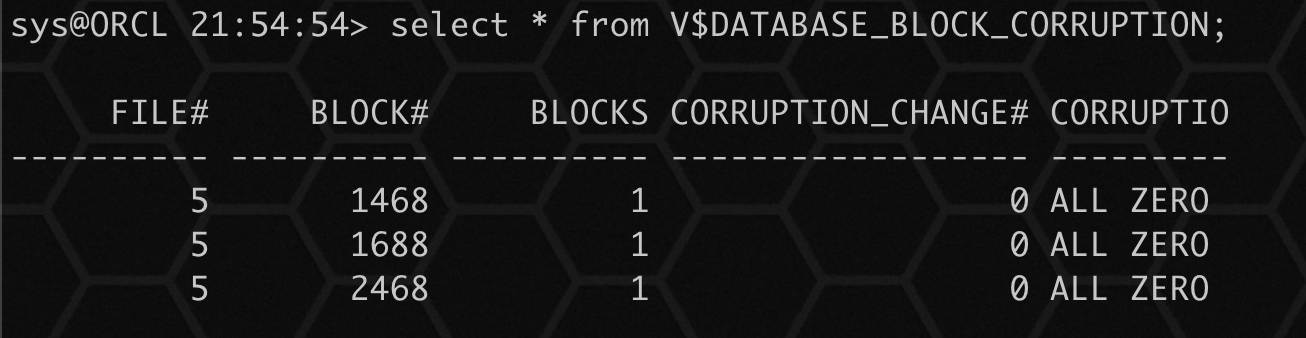 sys@ORCL 21:54:54> select * from V$DATABASE_BLOCK_CORRUPTION;
     FILE#     BLOCK#     BLOCKS CORRUPTION_CHANGE# CORRUPTIO
---------- ---------- ---------- ------------------ ---------
         5       1468          1                  0 ALL ZERO
         5       1688          1                  0 ALL ZERO
         5       2468          1                  0 ALL ZERO